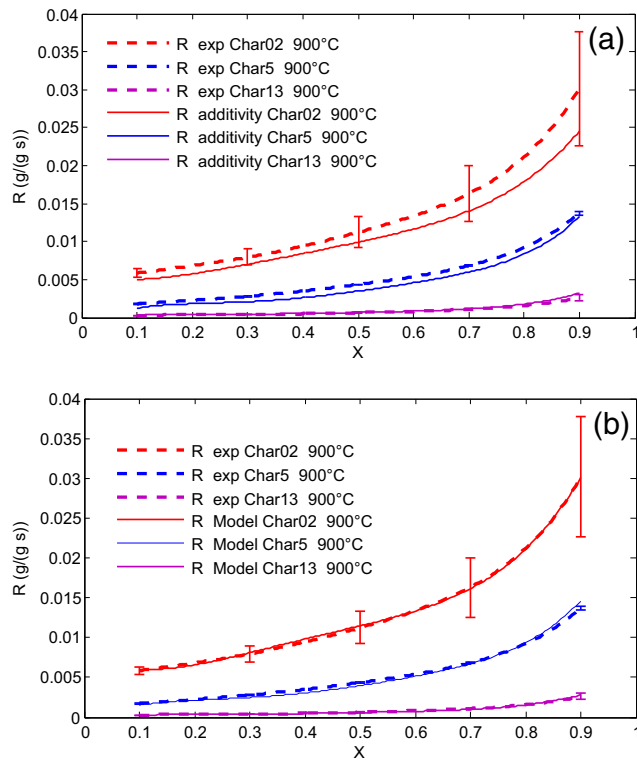 (a)
R exp Char02 900°C
R exp Char5 900°C
R exp Char13 900°C
R additivity Char02 900°C
R additivity Char5 900°C
R additivity Char13 900°C
R (g/(g s))
0.04
0.035
0.03
0.025
0.02
0.015
0.01
0.005
0
0 0.1 0.2 0.3 0.4 0.5 0.6 0.7 0.8 0.9 1
X
(b)
R exp Char02 900°C
R exp Char5 900°C
R exp Char13 900°C
R Model Char02 900°C
R Model Char5 900°C
R Model Char13 900°C
R (g/(g s))
0.04
0.035
0.03
0.025
0.02
0.015
0.01
0.005
0
0 0.1 0.2 0.3 0.4 0.5 0.6 0.7 0.8 0.9 1
X